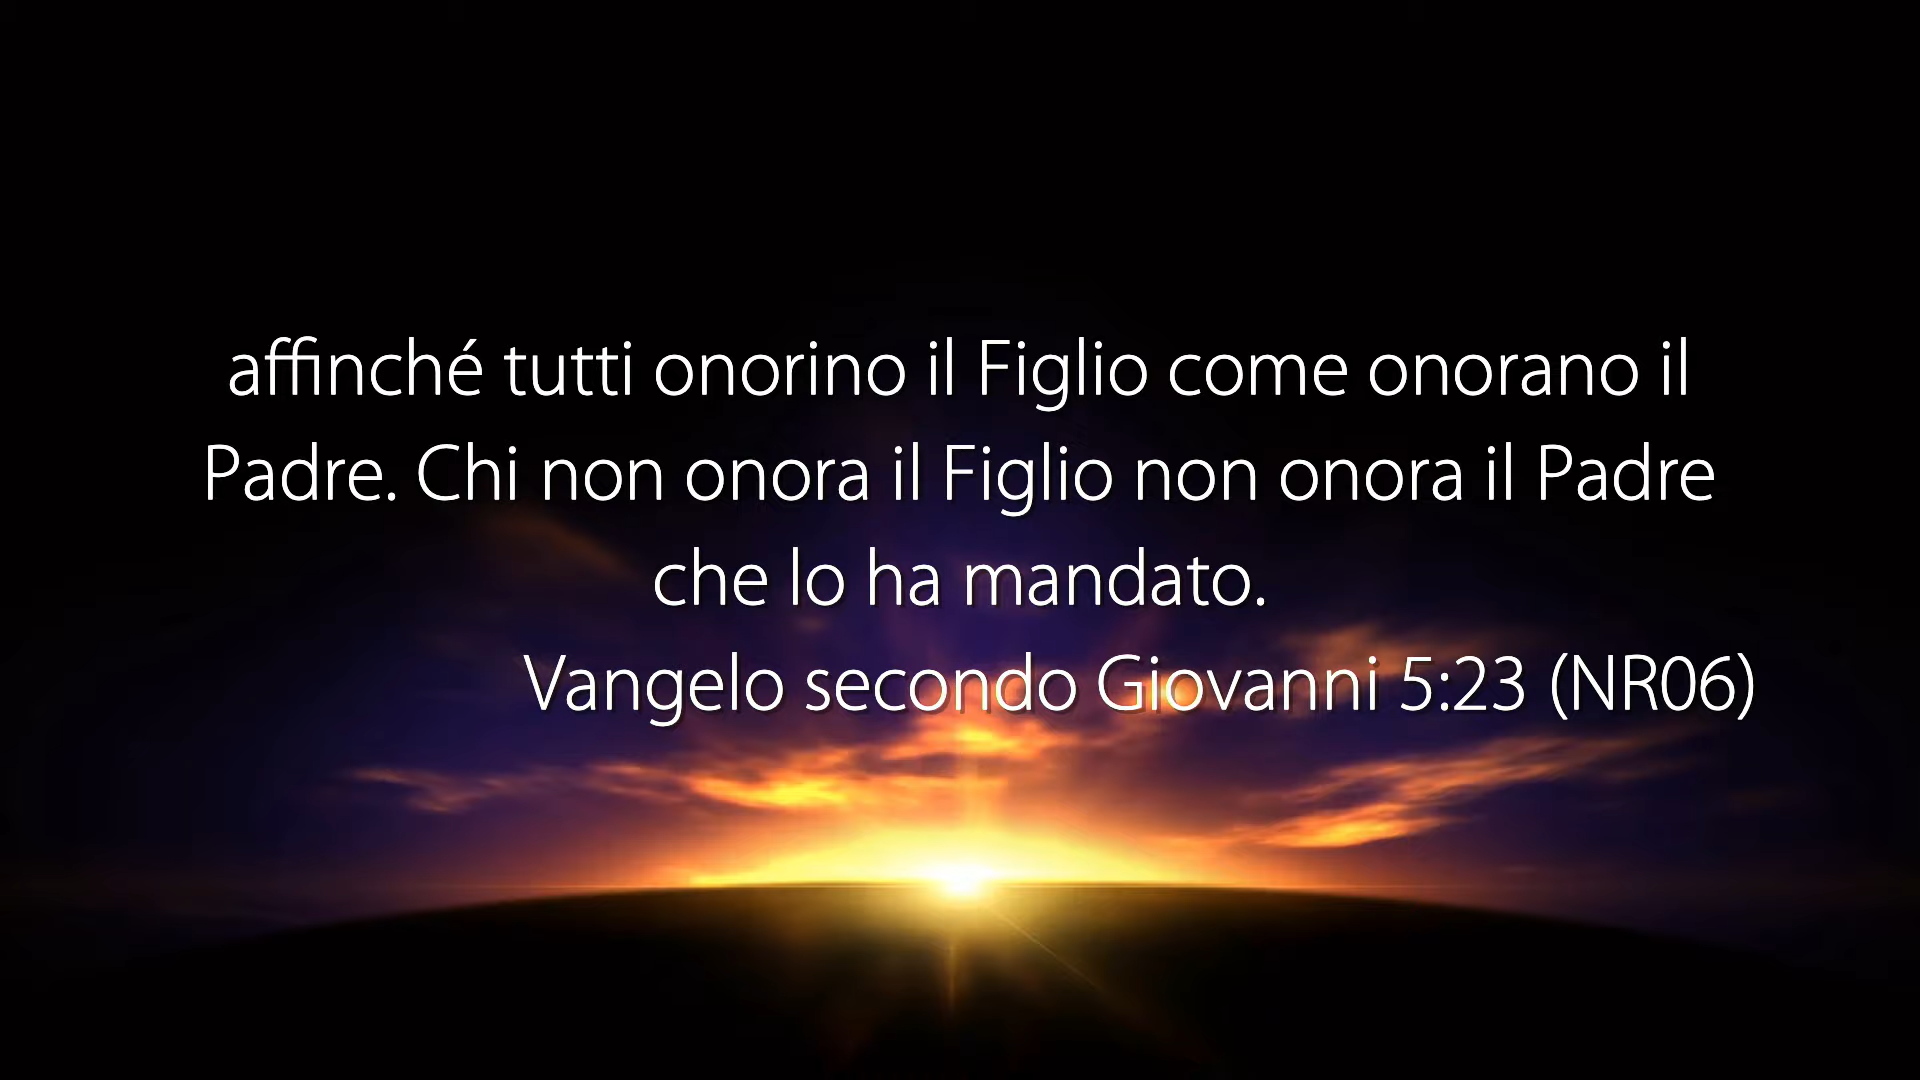 affinché tutti onorino il Figlio come onorano il
Padre. Chi non onora il Figlio non onora il Padre
che lo ha mandato.
Vangelo secondo Giovanni 5:23 (NR06)